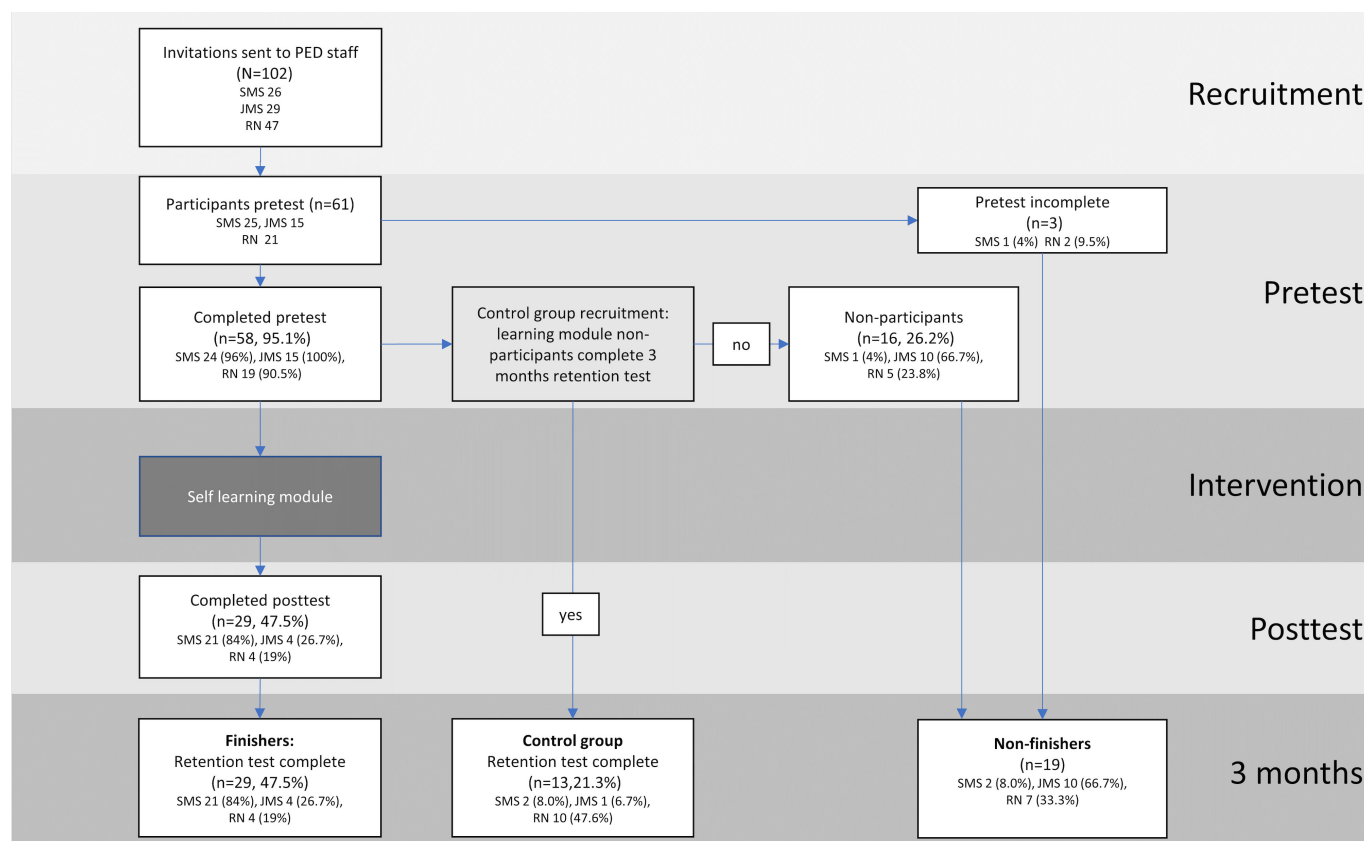 Invitations sent to PED staff
(N=102)
SMS 26
JMS 29
RN 47
Recruitment
Participants pretest (n=61)
SMS 25, JMS 15
RN 21
Pretest incomplete
(n=3)
SMS 1 (4%) RN 2 (9.5%)
Pretest
Completed pretest
(n=58, 95.1%)
SMS 24 (96%), JMS 15 (100%),
RN 19 (90.5%)
Control group recruitment:
learning module non-
participants complete 3
months retention test
no
Non-participants
(n=16, 26.2%)
SMS 1 (4%), JMS 10 (66.7%),
RN 5 (23.8%)
Self learning module
Intervention
Completed posttest
(n=29, 47.5%)
SMS 21 (84%), JMS 4 (26.7%),
RN 4 (19%)
yes
Posttest
Finishers:
Retention test complete
(n=29, 47.5%)
SMS 21 (84%), JMS 4 (26.7%),
RN 4 (19%)
Control group
Retention test complete
(n=13,21.3%)
SMS 2 (8.0%), JMS 1 (6.7%),
RN 10 (47.6%)
Non-finishers
(n=19)
SMS 2 (8.0%), JMS 10 (66.7%),
RN 7 (33.3%)
3 months